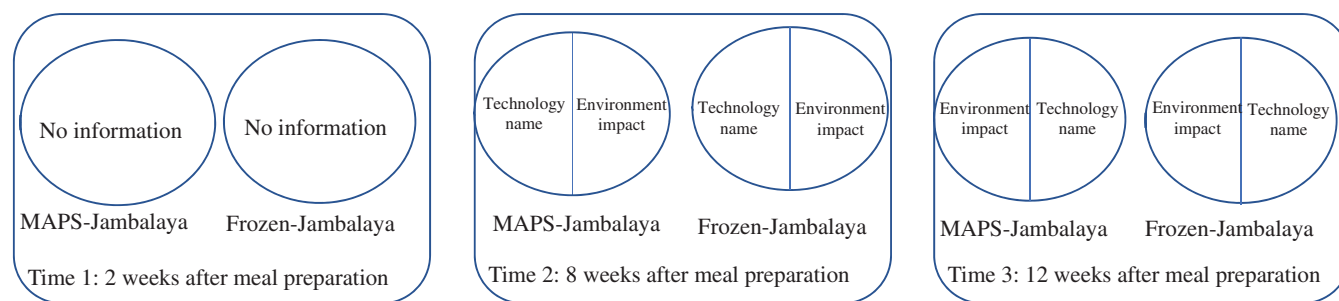 No information
No information
MAPS-Jambalaya
Frozen-Jambalaya
Time 1: 2 weeks after meal preparation
Technology
name
Environment
impact
Technology
name
Environment
impact
MAPS-Jambalaya
Frozen-Jambalaya
Time 2: 8 weeks after meal preparation
Environment
impact
Technology
name
Environment
impact
Technology
name
MAPS-Jambalaya
Frozen-Jambalaya
Time 3: 12 weeks after meal preparation